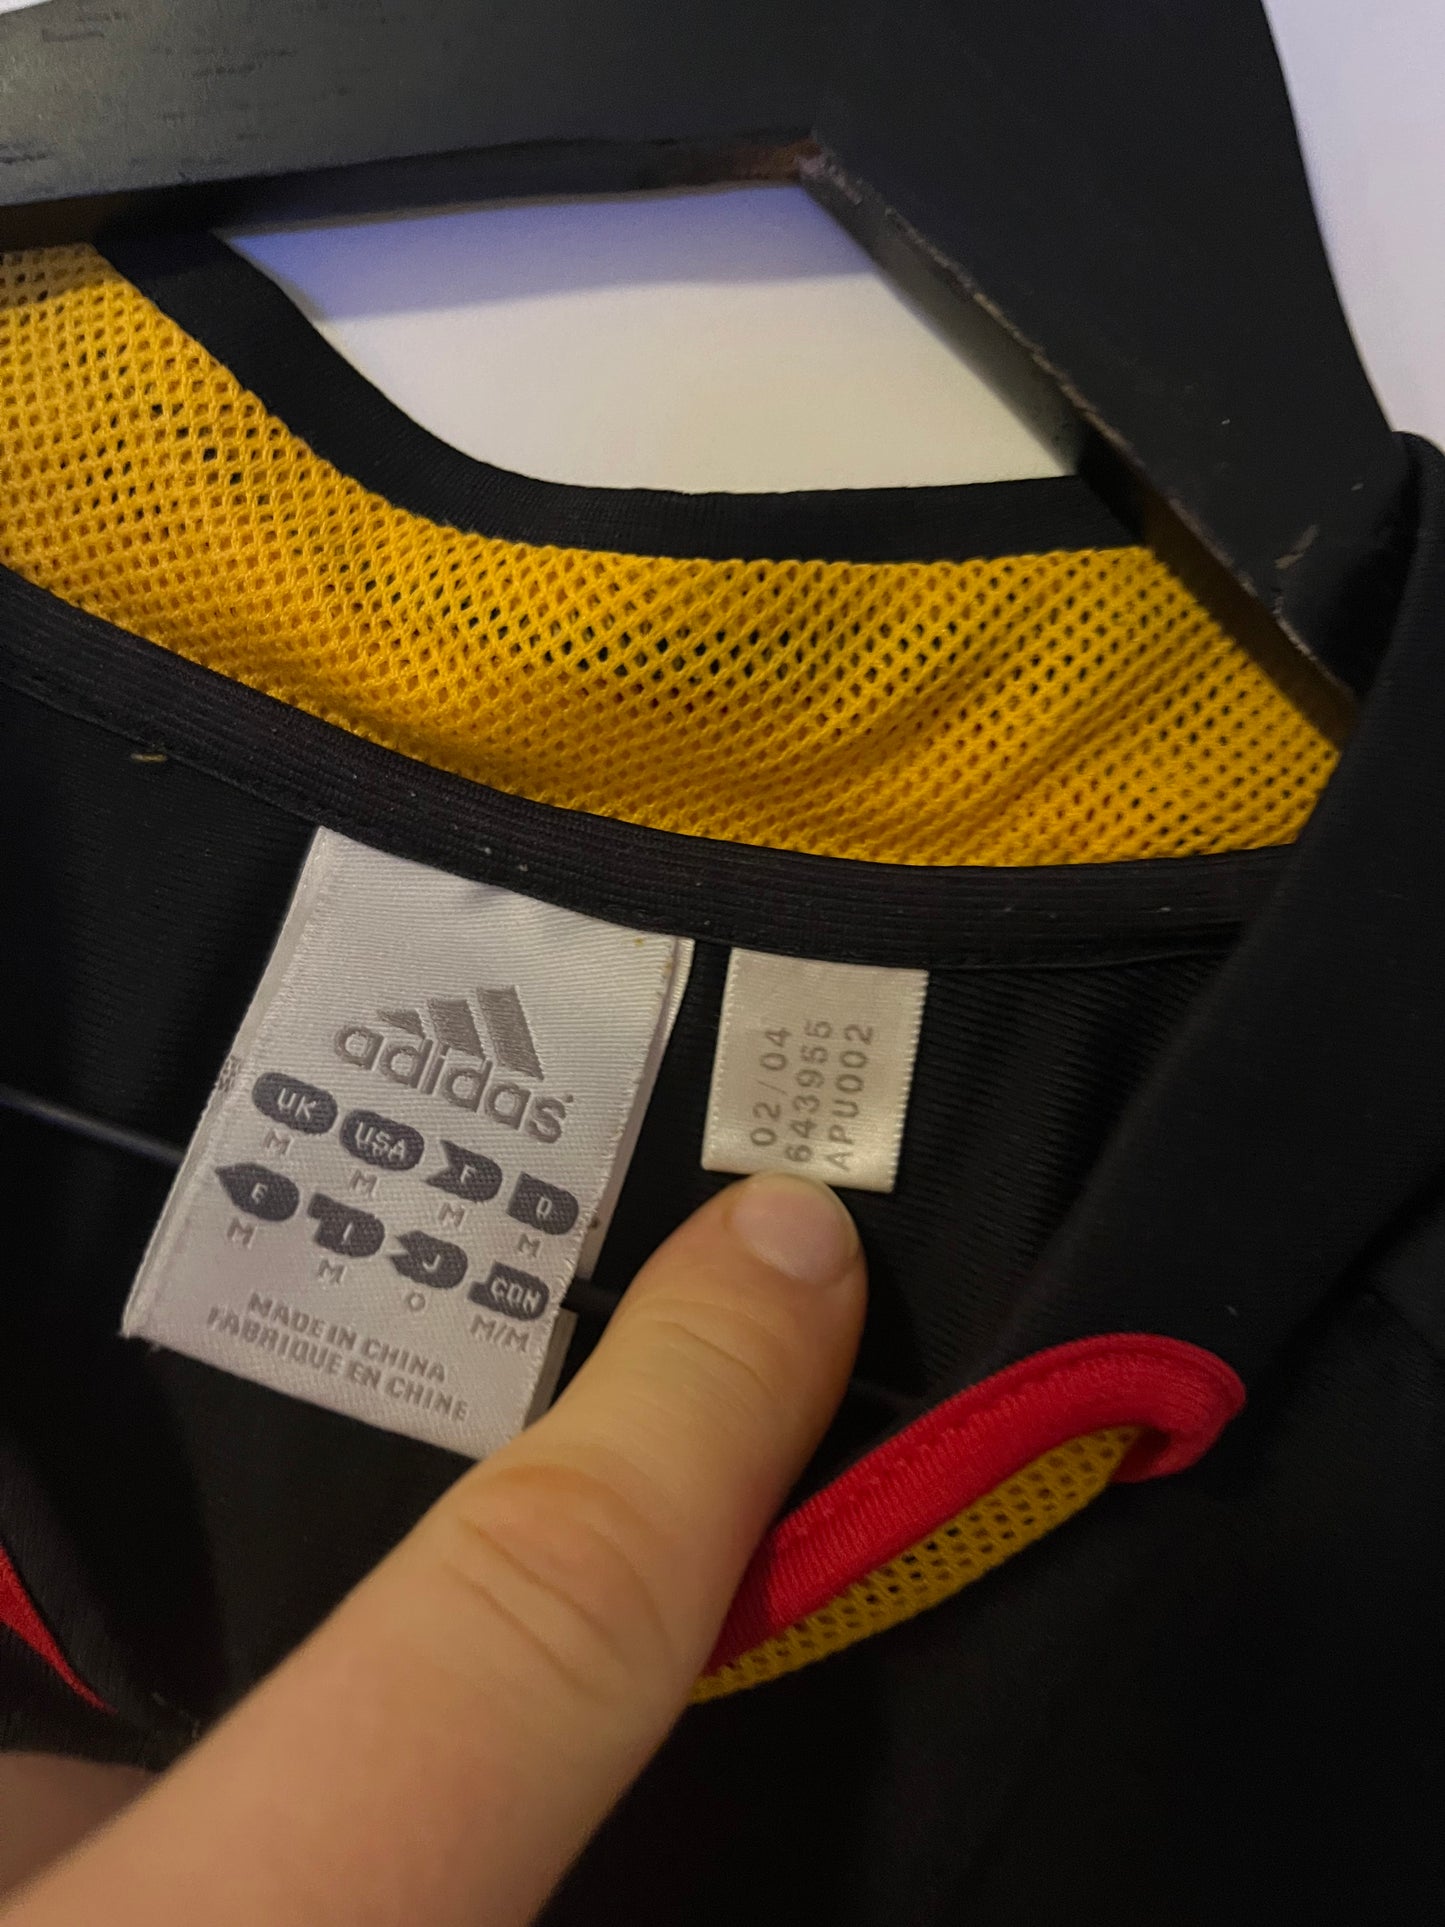 adidas
UK USA F D
M M M M
E I J CDN
M M O M/M
MADE IN CHINA
FABRIQUE EN CHINE
02/04
643955
APU002